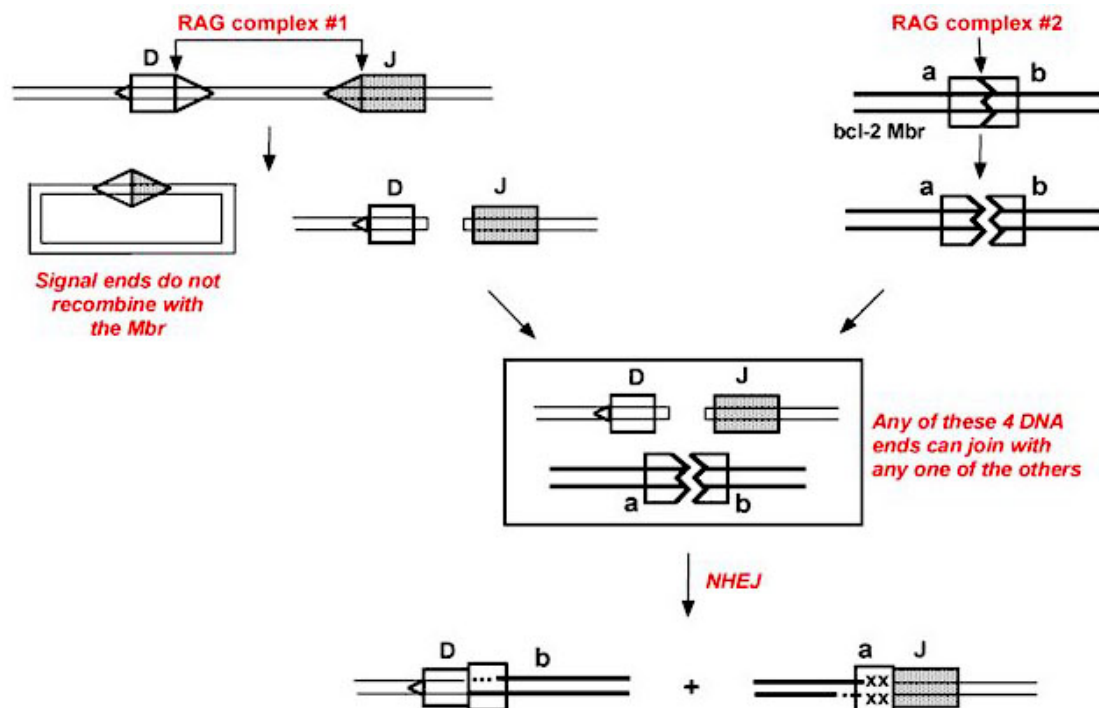 RAG complex #1
D
J
RAG complex #2
a
b
bcl-2 Mbr
a
b
D
J
Signal ends do not
recombine with
the Mbr
D
J
a
b
Any of these 4 DNA
ends can join with
any one of the others
NHEJ
D
b
+
a
J
xx
xx